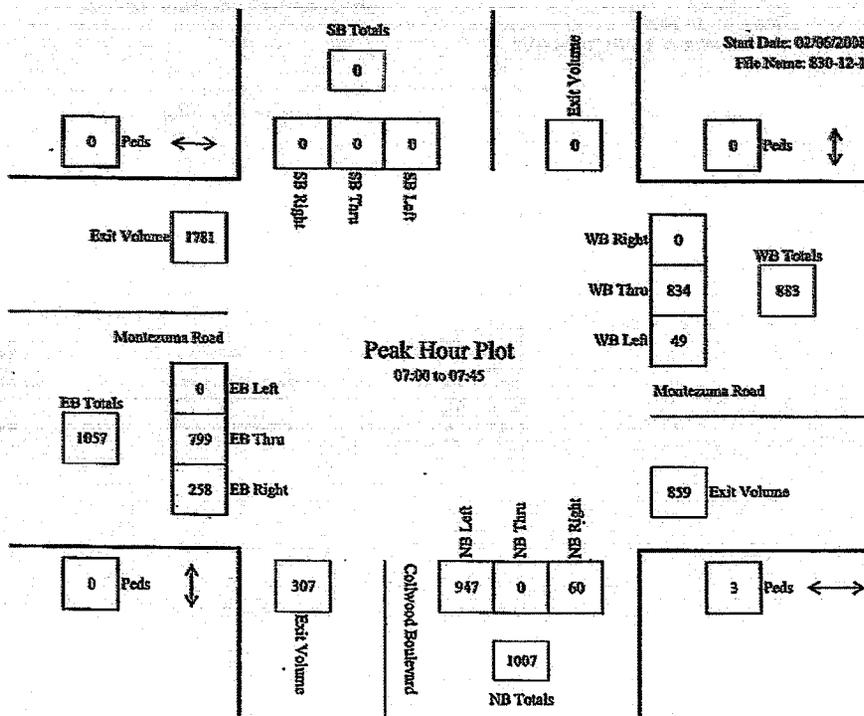 SB Totals
0
Start Date: 02/06/2008
File Name: 830-12-1
Exit Volume
0 Peds
0 0 0
0
0 Peds
SB Right
SB Thru
SB Left
Exit Volume 1781
WB Right 0
WB Totals
WB Thru 834
883
WB Left 49
Montezuma Road
Peak Hour Plot
07:00 to 07:45
0 EB Left
Montezuma Road
EB Totals
1057
799 EB Thru
258 EB Right
859 Exit Volume
NB Left
NB Thru
NB Right
0 Peds
307
947 0 60
3 Peds
Exit Volume
Collwood Boulevard
1007
NB Totals